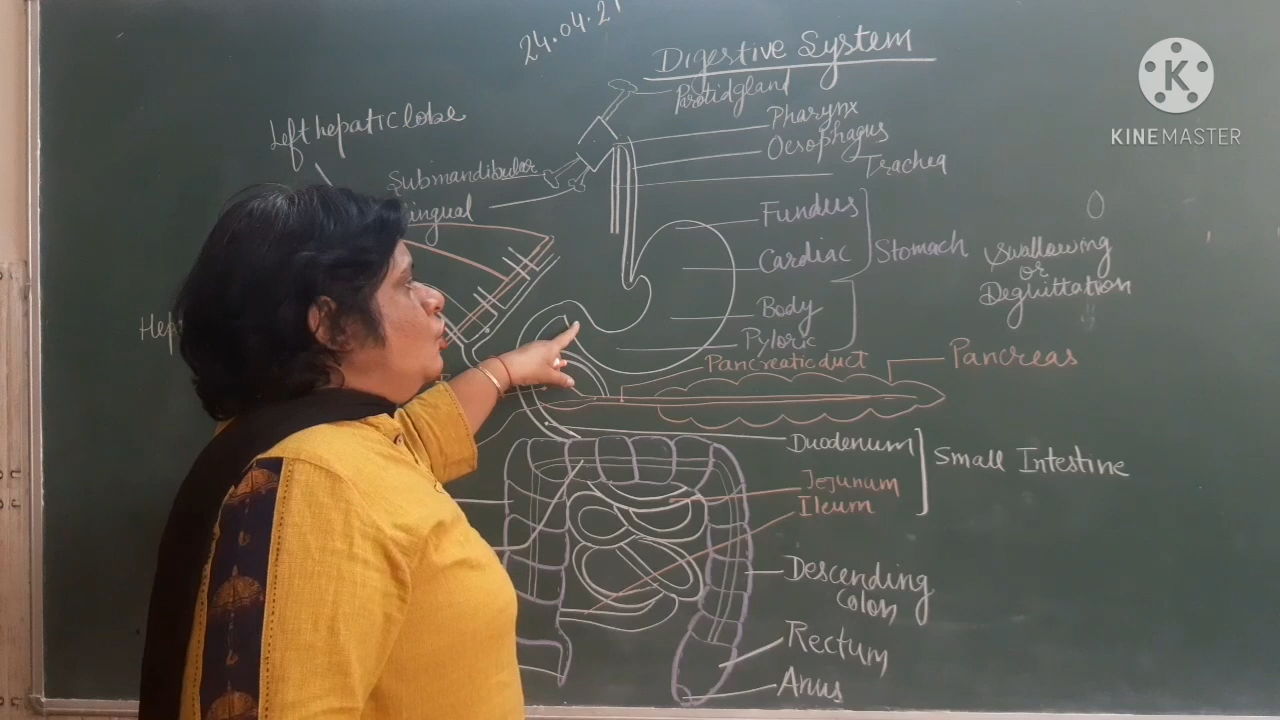 24.04.21
Digestive System
Parotid gland
Left hepatic lobe
Pharynx
Oesophagus
Trachea
Submandibular
lingual
Fundus
Cardiac
Stomach
Body
Pyloric
Swallowing
or
Degluttation
Hep
Pancreatic duct
Pancreas
Duodenum
Small Intestine
Jejunum
Ileum
Descending
Colon
Rectum
Anus
K
KINEMASTER